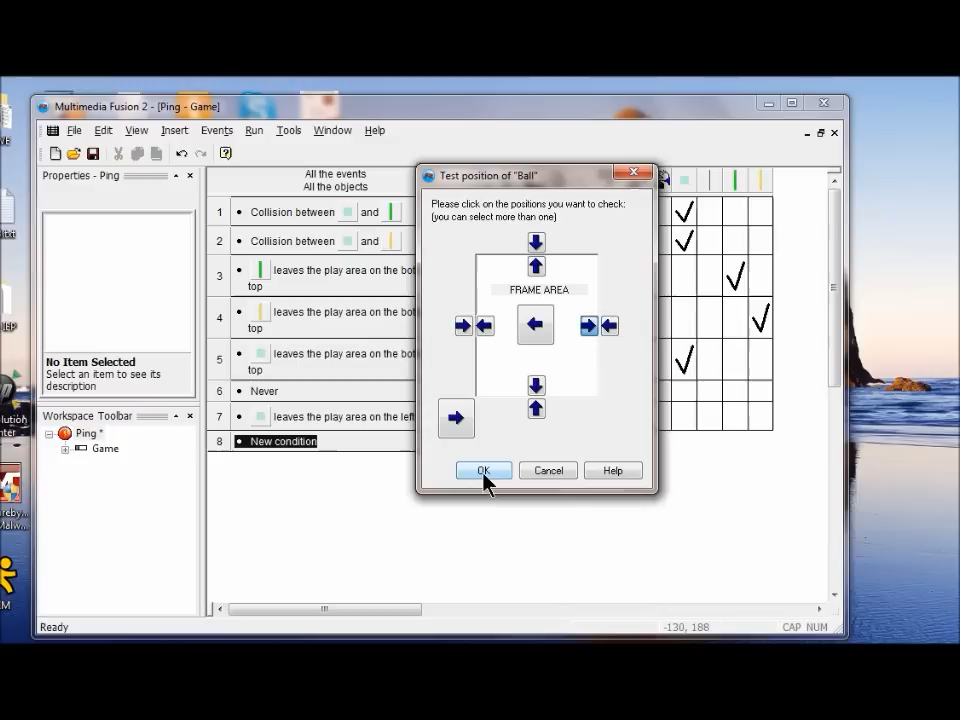 Multimedia Fusion 2 - [Ping - Game]
File Edit View Insert Events Run Tools Window Help
Properties - Ping
No Item Selected
Select an item to see its
description
Workspace Toolbar
Ping *
Game
All the events
All the objects
1 • Collision between and
2 • Collision between and
3 • leaves the play area on the bot
top
4 • leaves the play area on the bot
top
5 • leaves the play area on the bot
top
6 • Never
7 • leaves the play area on the left
8 • New condition
Test position of "Ball"
Please click on the positions you want to check:
(you can select more than one)
FRAME AREA
OK Cancel Help
Ready
-130, 188
CAP NUM